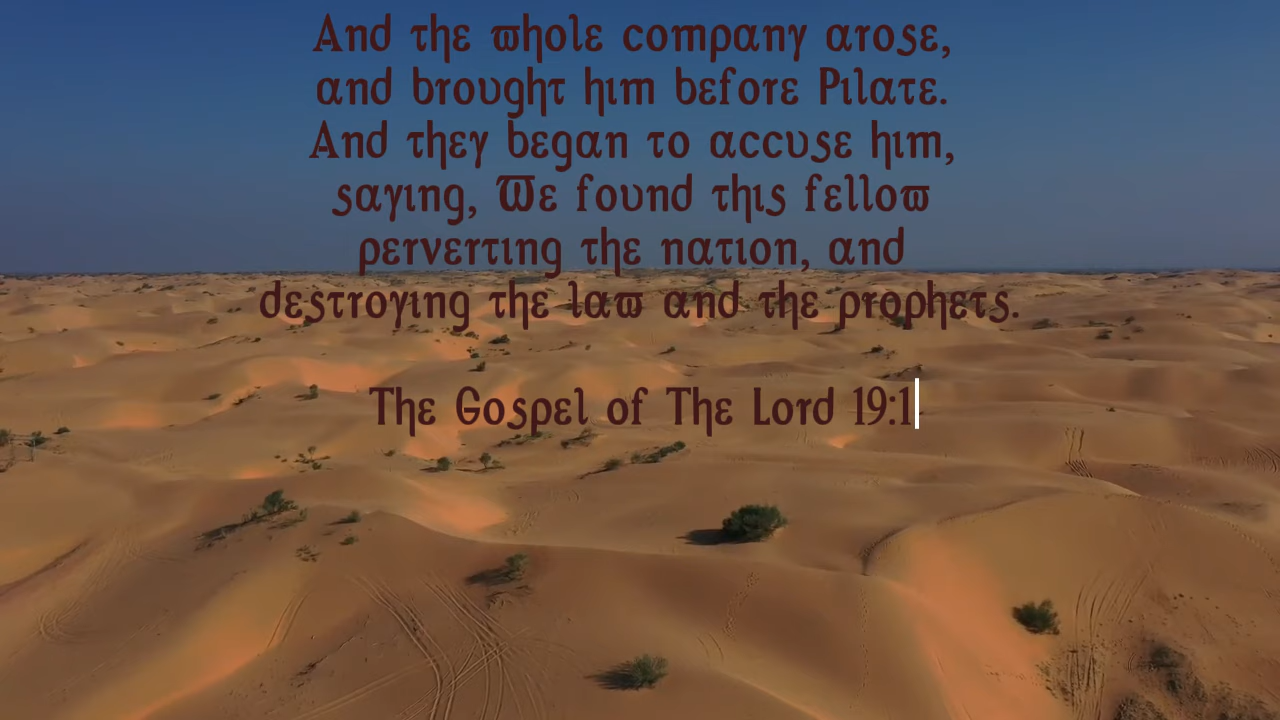 And the whole company arose,
and brought him before Pilate.
And they began to accuse him,
saying, We found this fellow
perverting the nation, and
destroying the law and the prophets.
The Gospel of The Lord 19:1